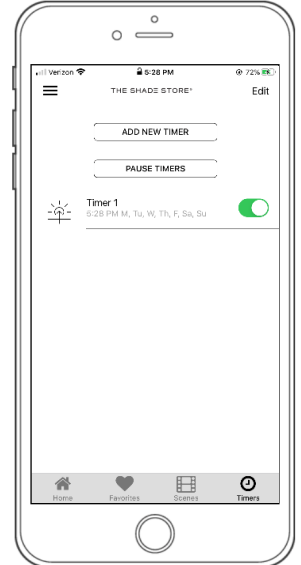 Verizon 5:28 PM 72%
THE SHADE STORE® Edit
ADD NEW TIMER
PAUSE TIMERS
Timer 1
5:28 PM M, Tu, W, Th, F, Sa, Su
Home Favorites Scenes Timers